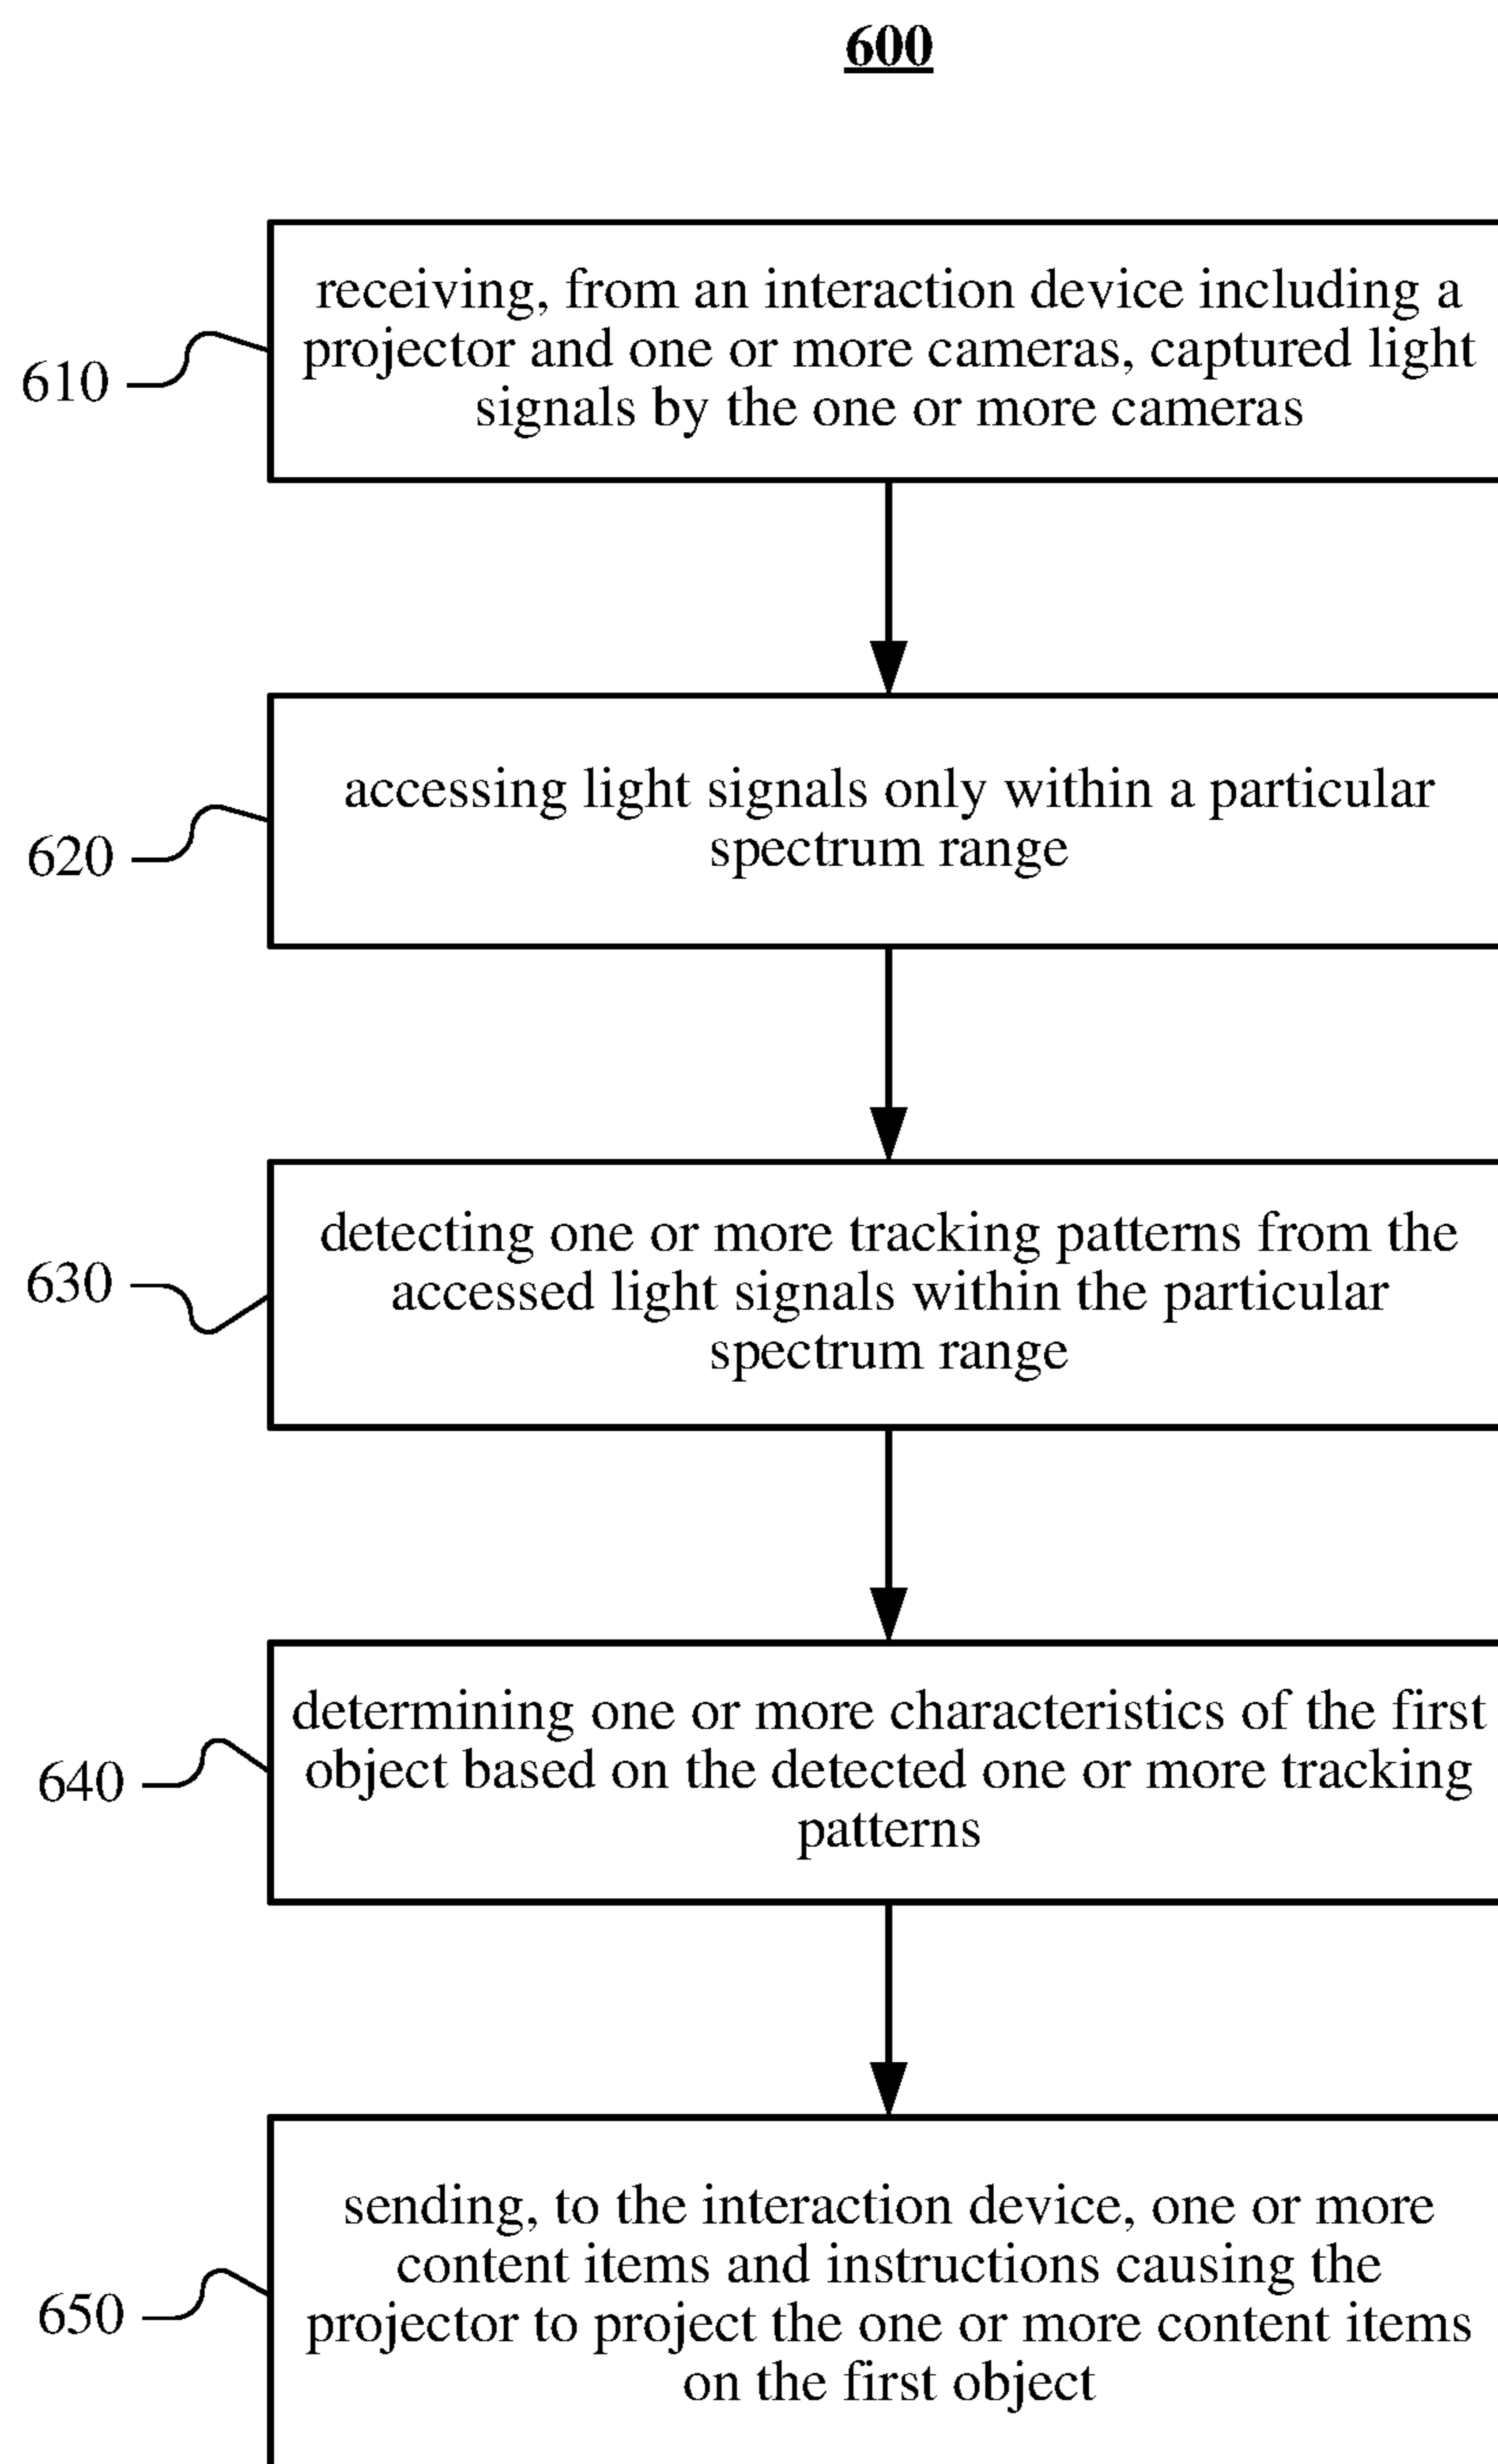 600
receiving, from an interaction device including a
projector and one or more cameras, captured light
signals by the one or more cameras
610
accessing light signals only within a particular
spectrum range
620
detecting one or more tracking patterns from the
accessed light signals within the particular
spectrum range
630
determining one or more characteristics of the first
object based on the detected one or more tracking
patterns
640
sending, to the interaction device, one or more
content items and instructions causing the
projector to project the one or more content items
on the first object
650